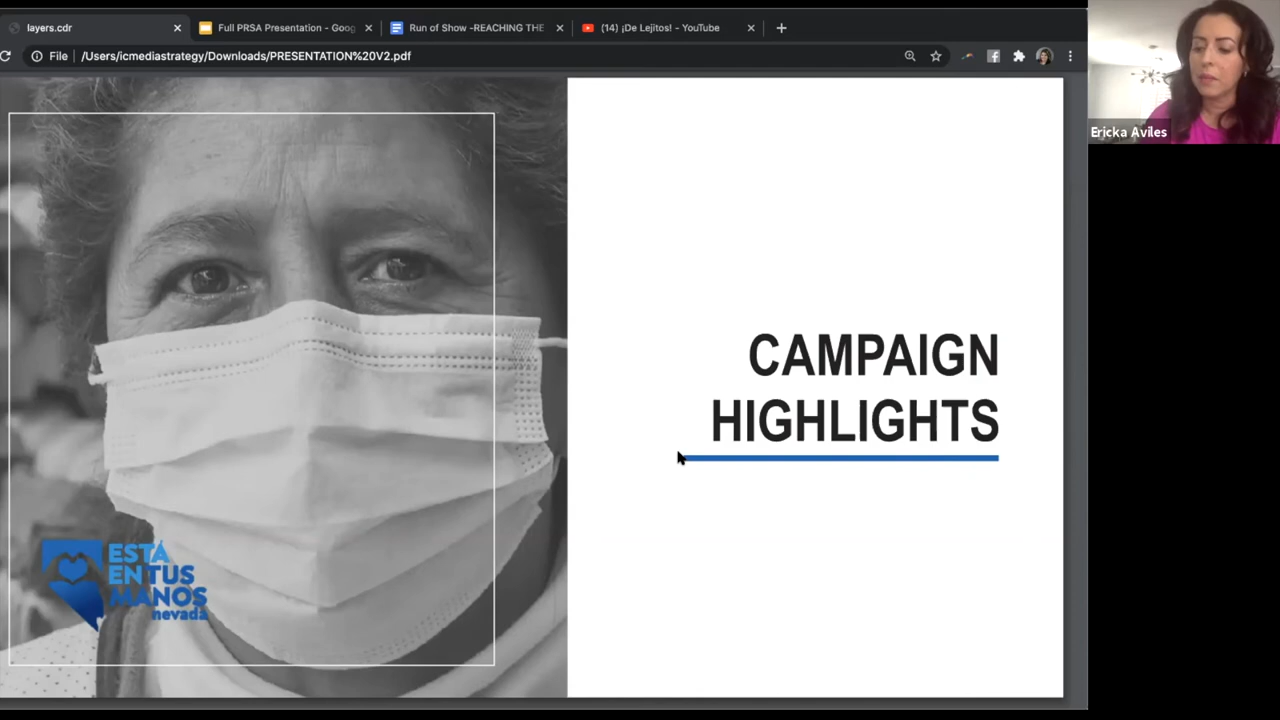 layers.cdr
Full PRSA Presentation - Goog
Run of Show -REACHING THE
(14) ¡De Lejitos! - YouTube
File
/Users/icmediastrategy/Downloads/PRESENTATION%20V2.pdf
Ericka Aviles
CAMPAIGN
HIGHLIGHTS
ESTÁ
EN TUS
MANOS
nevada